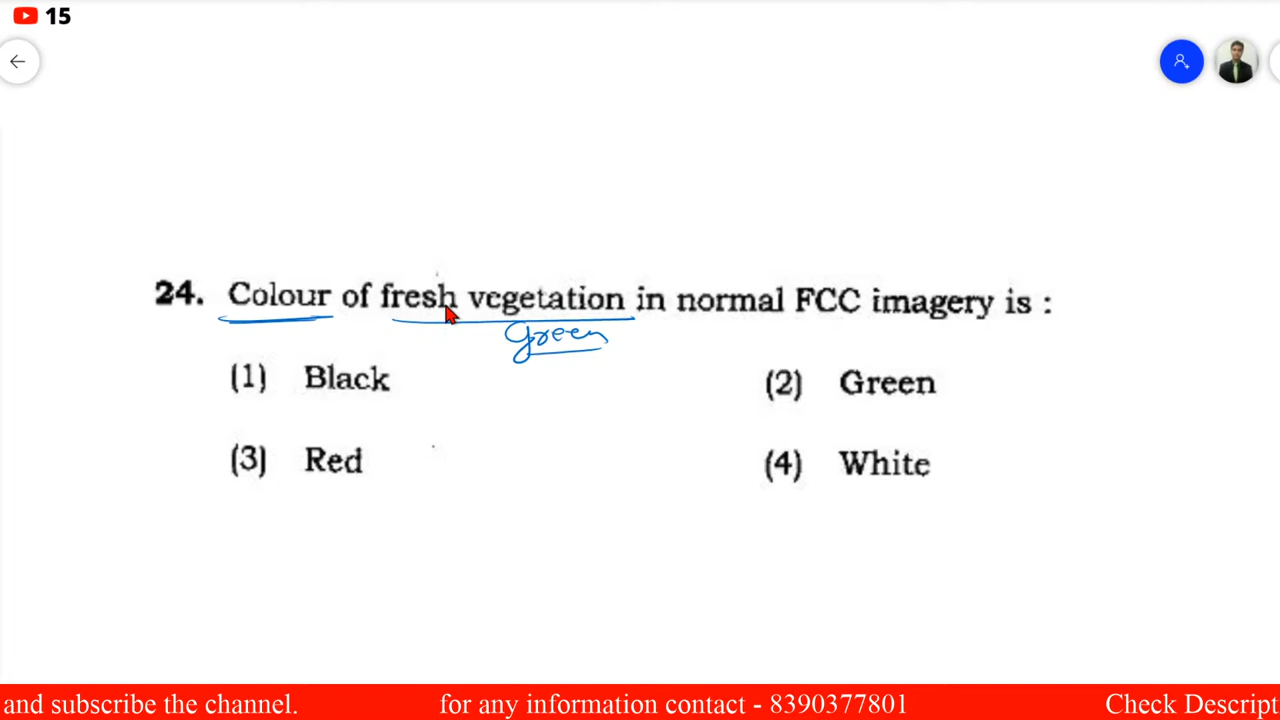 15
24. Colour of fresh vegetation in normal FCC imagery is :
Green
(1) Black
(2) Green
(3) Red
(4) White
and subscribe the channel. for any information contact - 8390377801 Check Descript